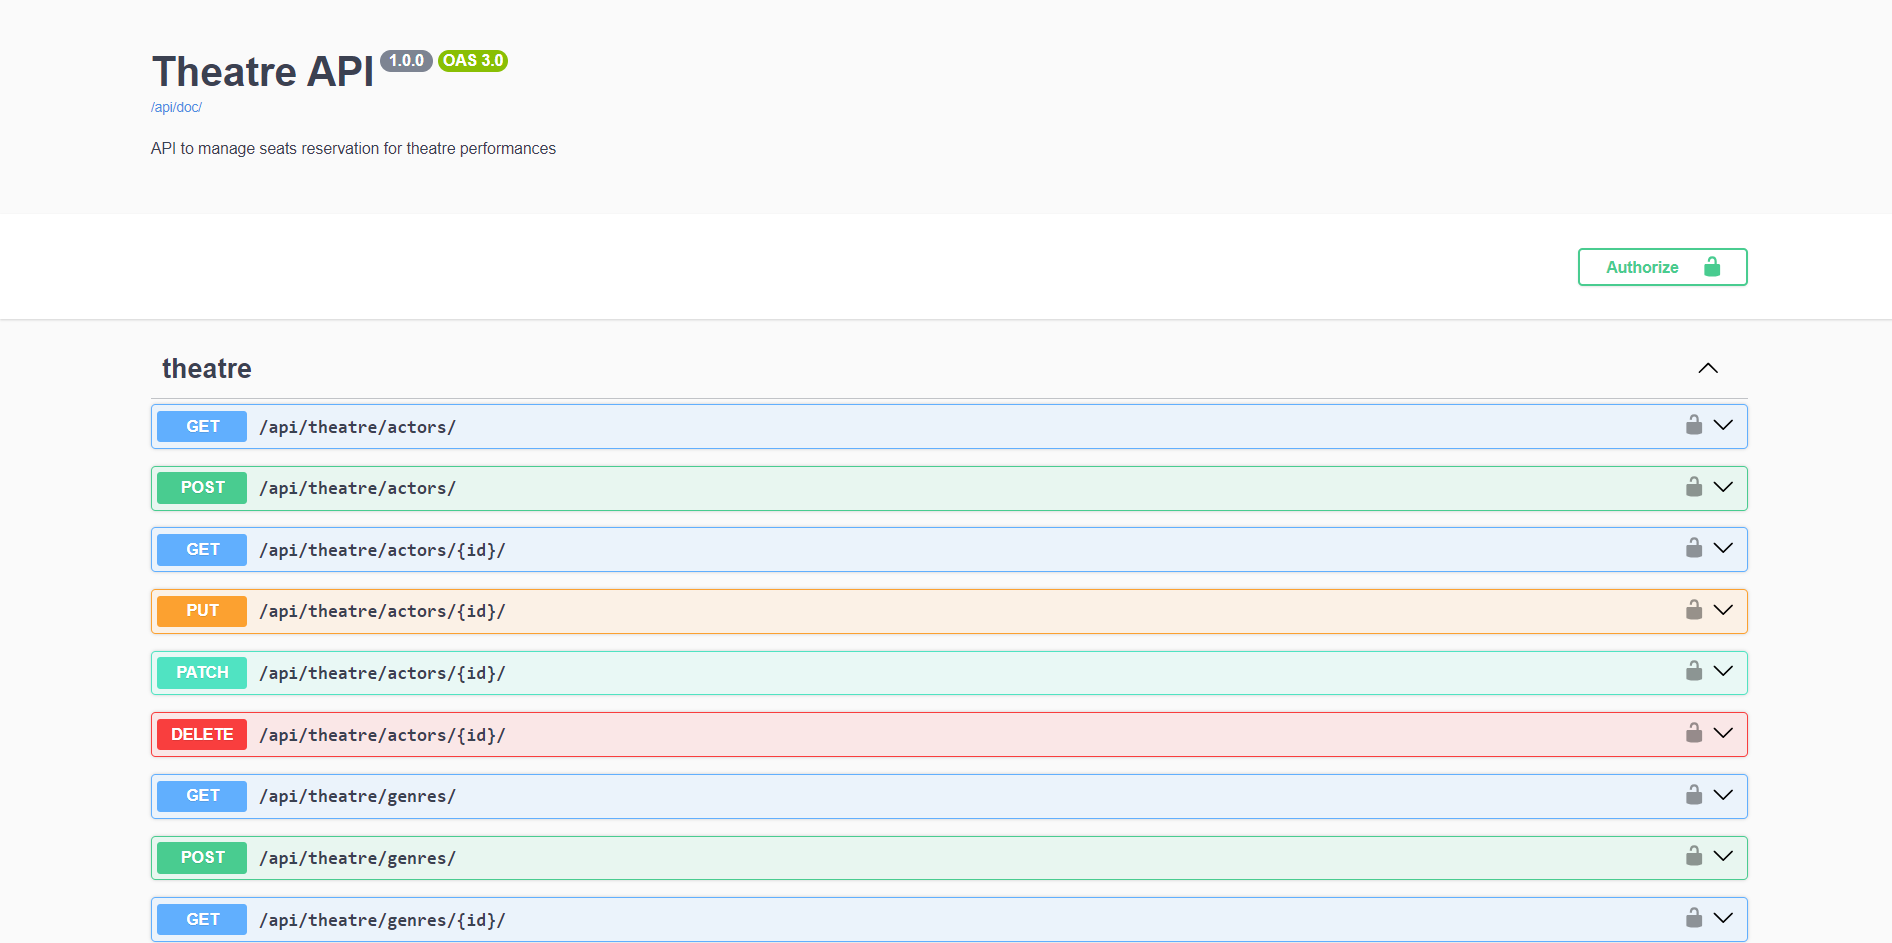 Theatre API 1.0.0 OAS 3.0
/api/doc/
API to manage seats reservation for theatre performances
Authorize
theatre
GET /api/theatre/actors/
POST /api/theatre/actors/
GET /api/theatre/actors/{id}/
PUT /api/theatre/actors/{id}/
PATCH /api/theatre/actors/{id}/
DELETE /api/theatre/actors/{id}/
GET /api/theatre/genres/
POST /api/theatre/genres/
GET /api/theatre/genres/{id}/